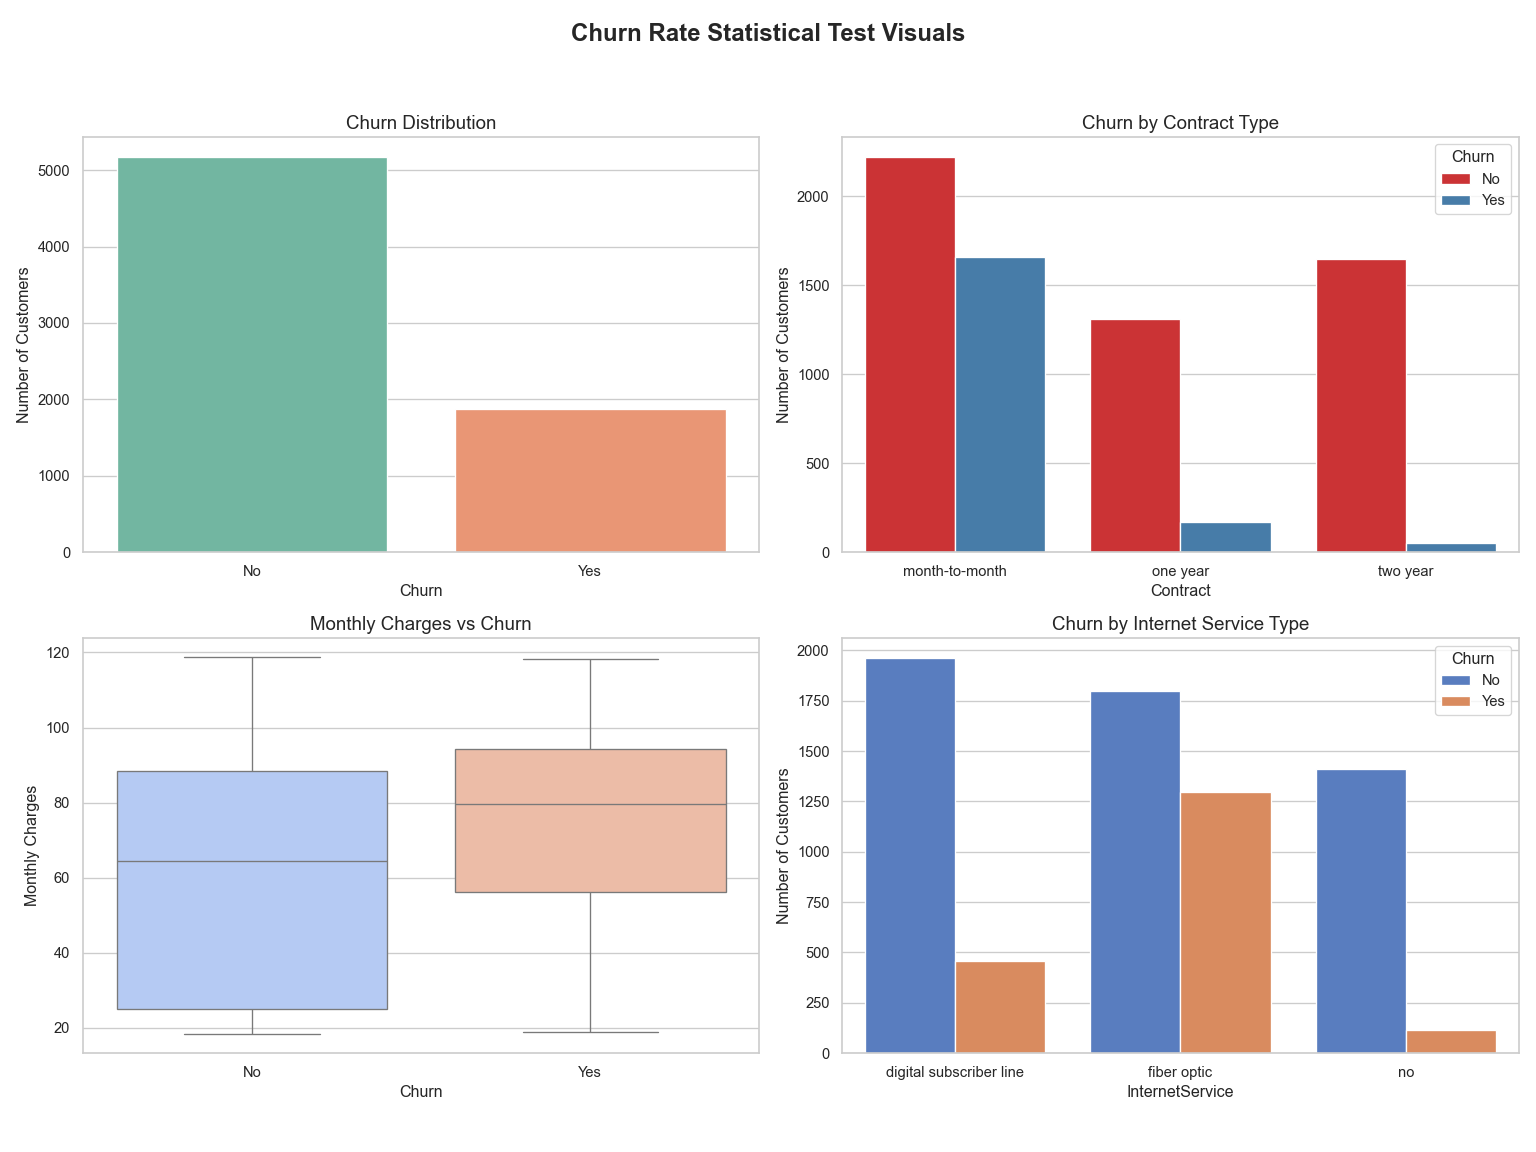 Churn Rate Statistical Test Visuals
Churn Distribution
Number of Customers
5000
4000
3000
2000
1000
0
No Yes
Churn
Churn by Contract Type
Number of Customers
2000
1500
1000
500
0
Churn
No
Yes
month-to-month one year two year
Contract
Monthly Charges vs Churn
Monthly Charges
120
100
80
60
40
20
No Yes
Churn
Churn by Internet Service Type
Number of Customers
2000
1750
1500
1250
1000
750
500
250
0
Churn
No
Yes
digital subscriber line fiber optic no
InternetService